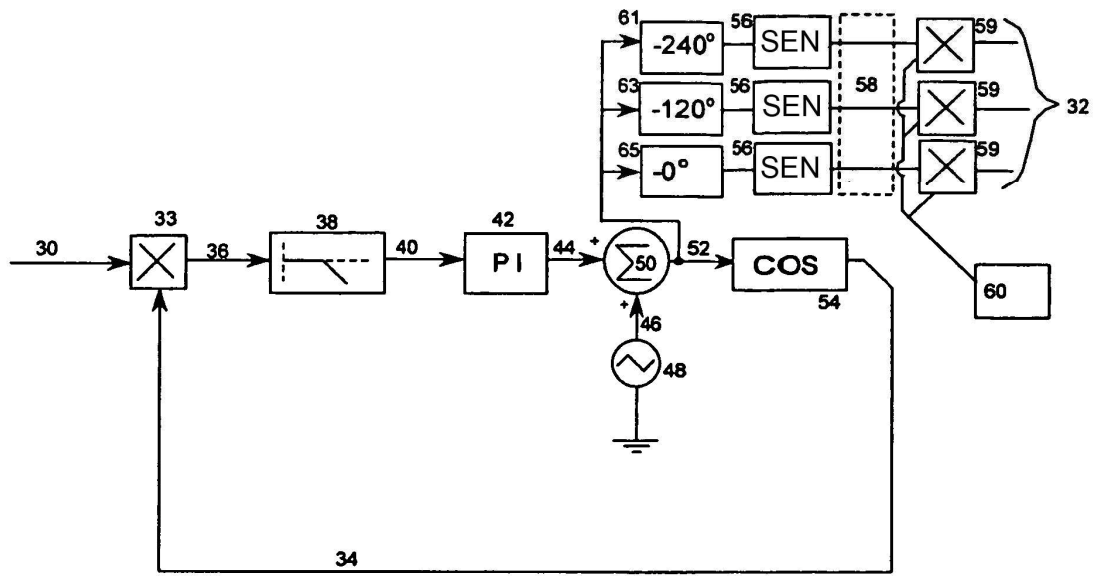 61 -240° 56 SEN 59
63 -120° 56 SEN 58 59 32
65 -0° 56 SEN 59
30 33 36 38 40 42 PI 44 + Σ 50 52 COS 54 60
+ 46
48
34